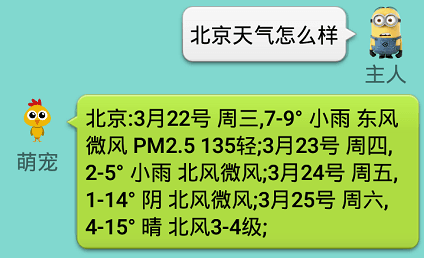 北京天气怎么样
主人
萌宠
北京:3月22号 周三,7-9° 小雨 东风
微风 PM2.5 135轻;3月23号 周四,
2-5° 小雨 北风微风;3月24号 周五,
1-14° 阴 北风微风;3月25号 周六,
4-15° 晴 北风3-4级;